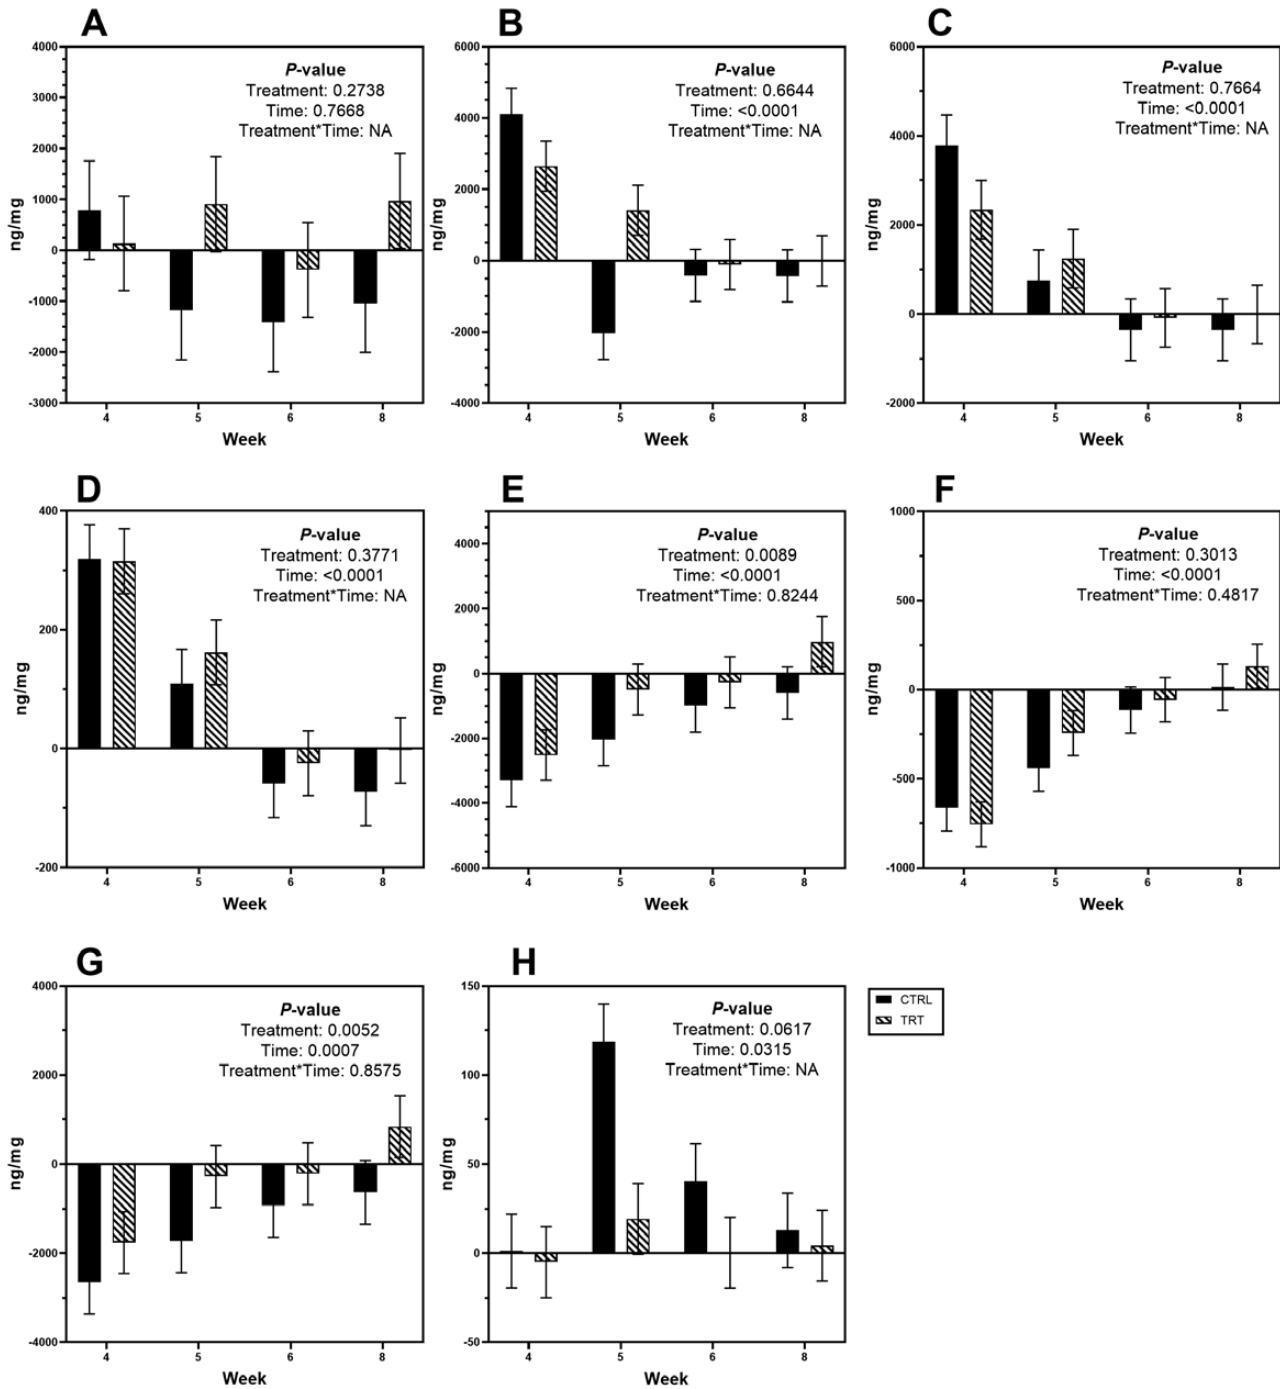 A
P-value
Treatment: 0.2738
Time: 0.7668
Treatment*Time: NA
4000
3000
2000
1000
0
-1000
-2000
-3000
ng/mg
4 5 6 8
Week
B
P-value
Treatment: 0.6644
Time: <0.0001
Treatment*Time: NA
6000
4000
2000
0
-2000
-4000
ng/mg
4 5 6 8
Week
C
P-value
Treatment: 0.7664
Time: <0.0001
Treatment*Time: NA
6000
4000
2000
0
-2000
ng/mg
4 5 6 8
Week
D
P-value
Treatment: 0.3771
Time: <0.0001
Treatment*Time: NA
400
200
0
-200
ng/mg
4 5 6 8
Week
E
P-value
Treatment: 0.0089
Time: <0.0001
Treatment*Time: 0.8244
4000
2000
0
-2000
-4000
-6000
ng/mg
4 5 6 8
Week
F
P-value
Treatment: 0.3013
Time: <0.0001
Treatment*Time: 0.4817
1000
500
0
-500
-1000
ng/mg
4 5 6 8
Week
G
P-value
Treatment: 0.0052
Time: 0.0007
Treatment*Time: 0.8575
4000
2000
0
-2000
-4000
ng/mg
4 5 6 8
Week
H
P-value
Treatment: 0.0617
Time: 0.0315
Treatment*Time: NA
150
100
50
0
-50
ng/mg
4 5 6 8
Week
CTRL
TRT